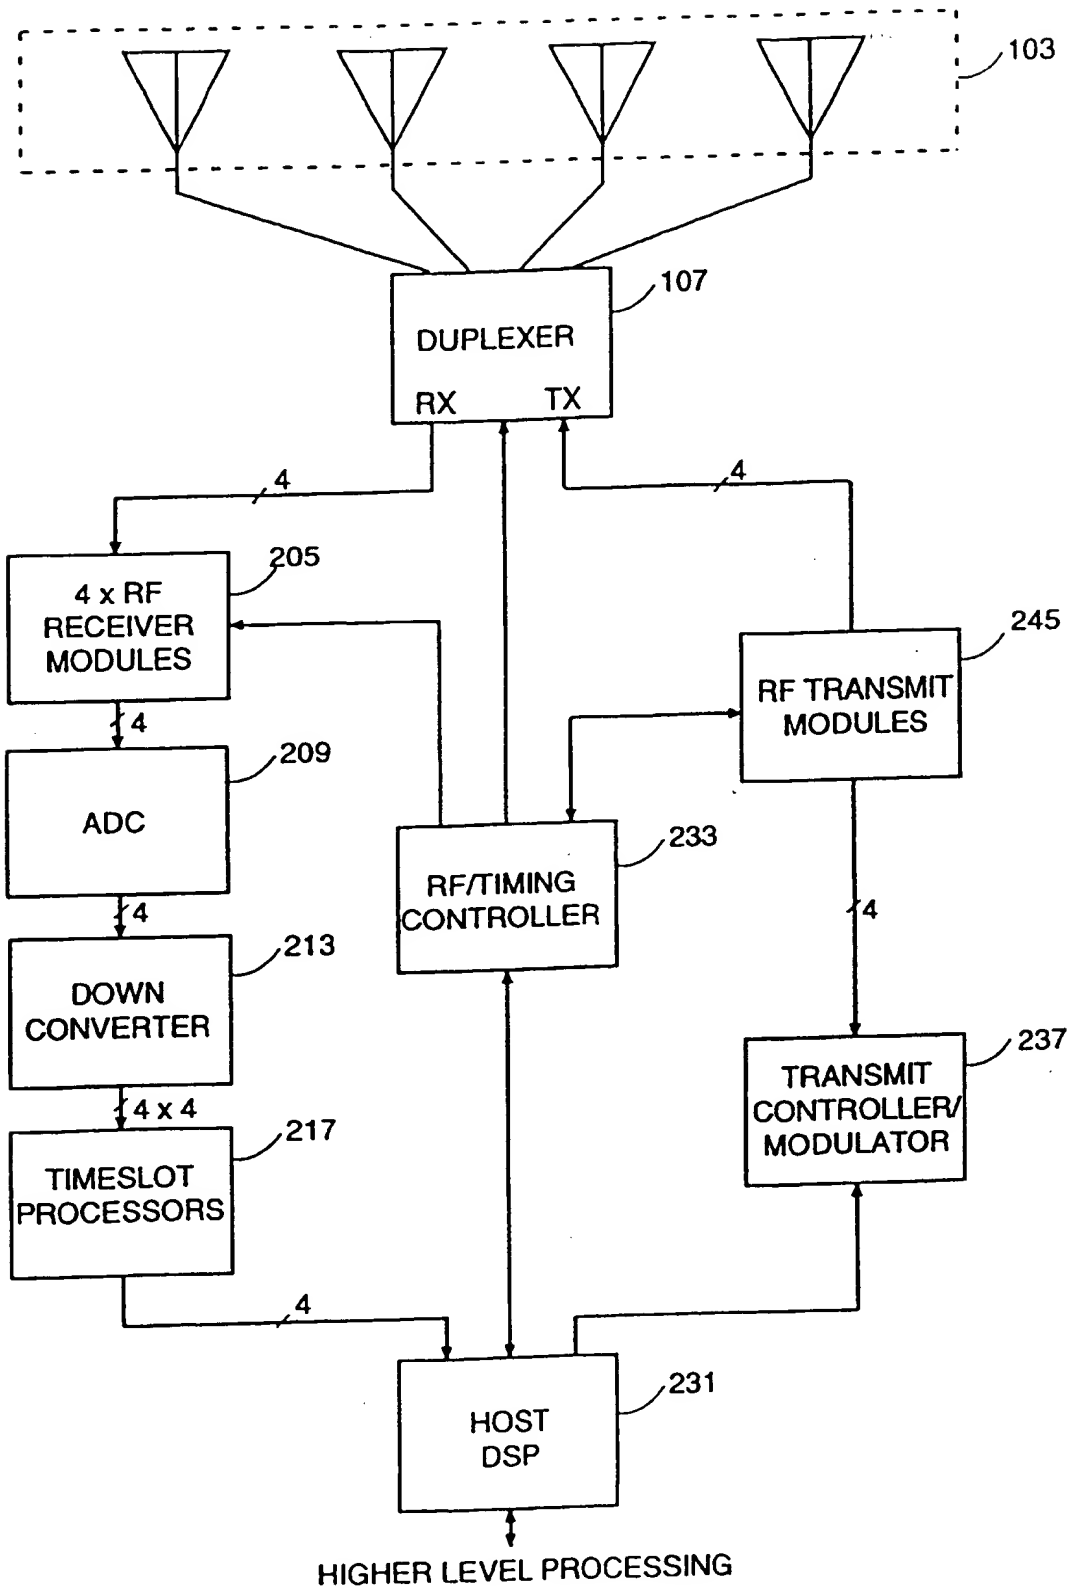 103
107
DUPLEXER
RX TX
4
4
205
4 x RF
RECEIVER
MODULES
245
RF TRANSMIT
MODULES
4
209
ADC
233
RF/TIMING
CONTROLLER
4
4
213
DOWN
CONVERTER
237
TRANSMIT
CONTROLLER/
MODULATOR
4 x 4
217
TIMESLOT
PROCESSORS
4
231
HOST
DSP
HIGHER LEVEL PROCESSING